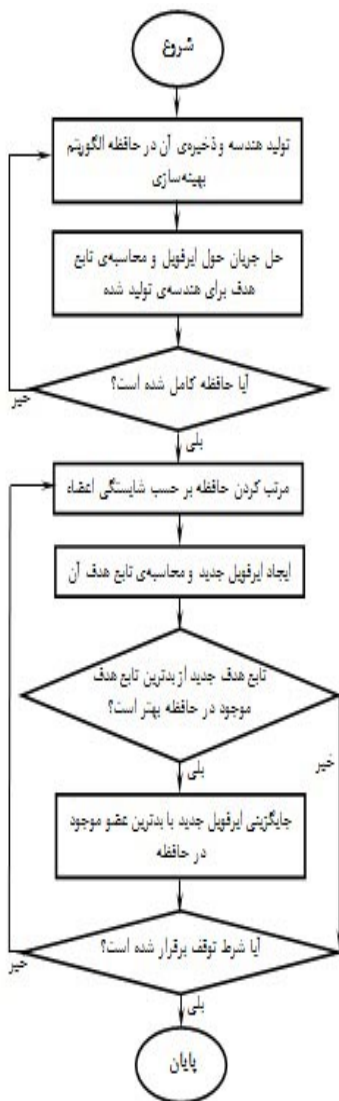 شروع
تولید هندسه و ذخیره‌ی آن در حافظه الگوریتم
بهینه‌سازی
حل جریان حول ایرفویل و محاسبه‌ی تابع
هدف برای هندسه‌ی تولید شده
آیا حافظه کامل شده است؟
خیر
بلی
مرتب کردن حافظه بر حسب شایستگی اعضاء
ایجاد ایرفویل جدید و محاسبه‌ی تابع هدف آن
تابع هدف جدید از بدترین تابع هدف
موجود در حافظه بهتر است؟
خیر
بلی
جایگزینی ایرفویل جدید با بدترین عضو موجود
در حافظه
آیا شرط توقف برقرار شده است؟
خیر
بلی
پایان